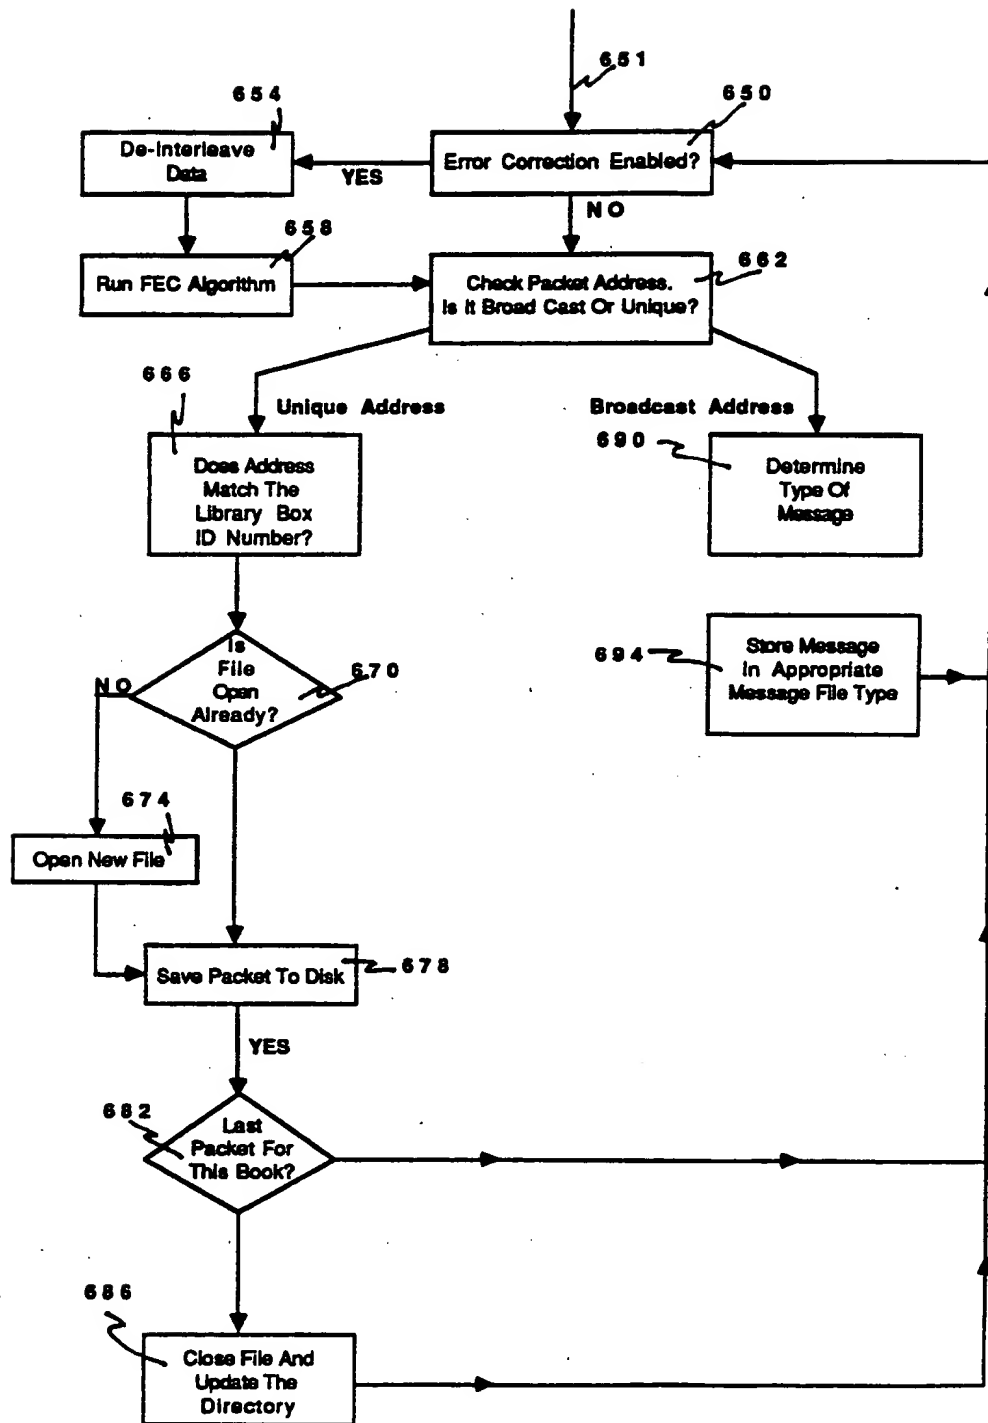 651
654
650
De-Interleave
Data
YES
Error Correction Enabled?
NO
658
662
Run FEC Algorithm
Check Packet Address.
Is It Broad Cast Or Unique?
666
Unique Address
Broadcast Address
690
Does Address
Match The
Library Box
ID Number?
Determine
Type Of
Message
Is
File
Open
Already?
670
NO
694
Store Message
In Appropriate
Message File Type
674
Open New File
Save Packet To Disk
678
YES
682
Last
Packet For
This Book?
686
Close File And
Update The
Directory